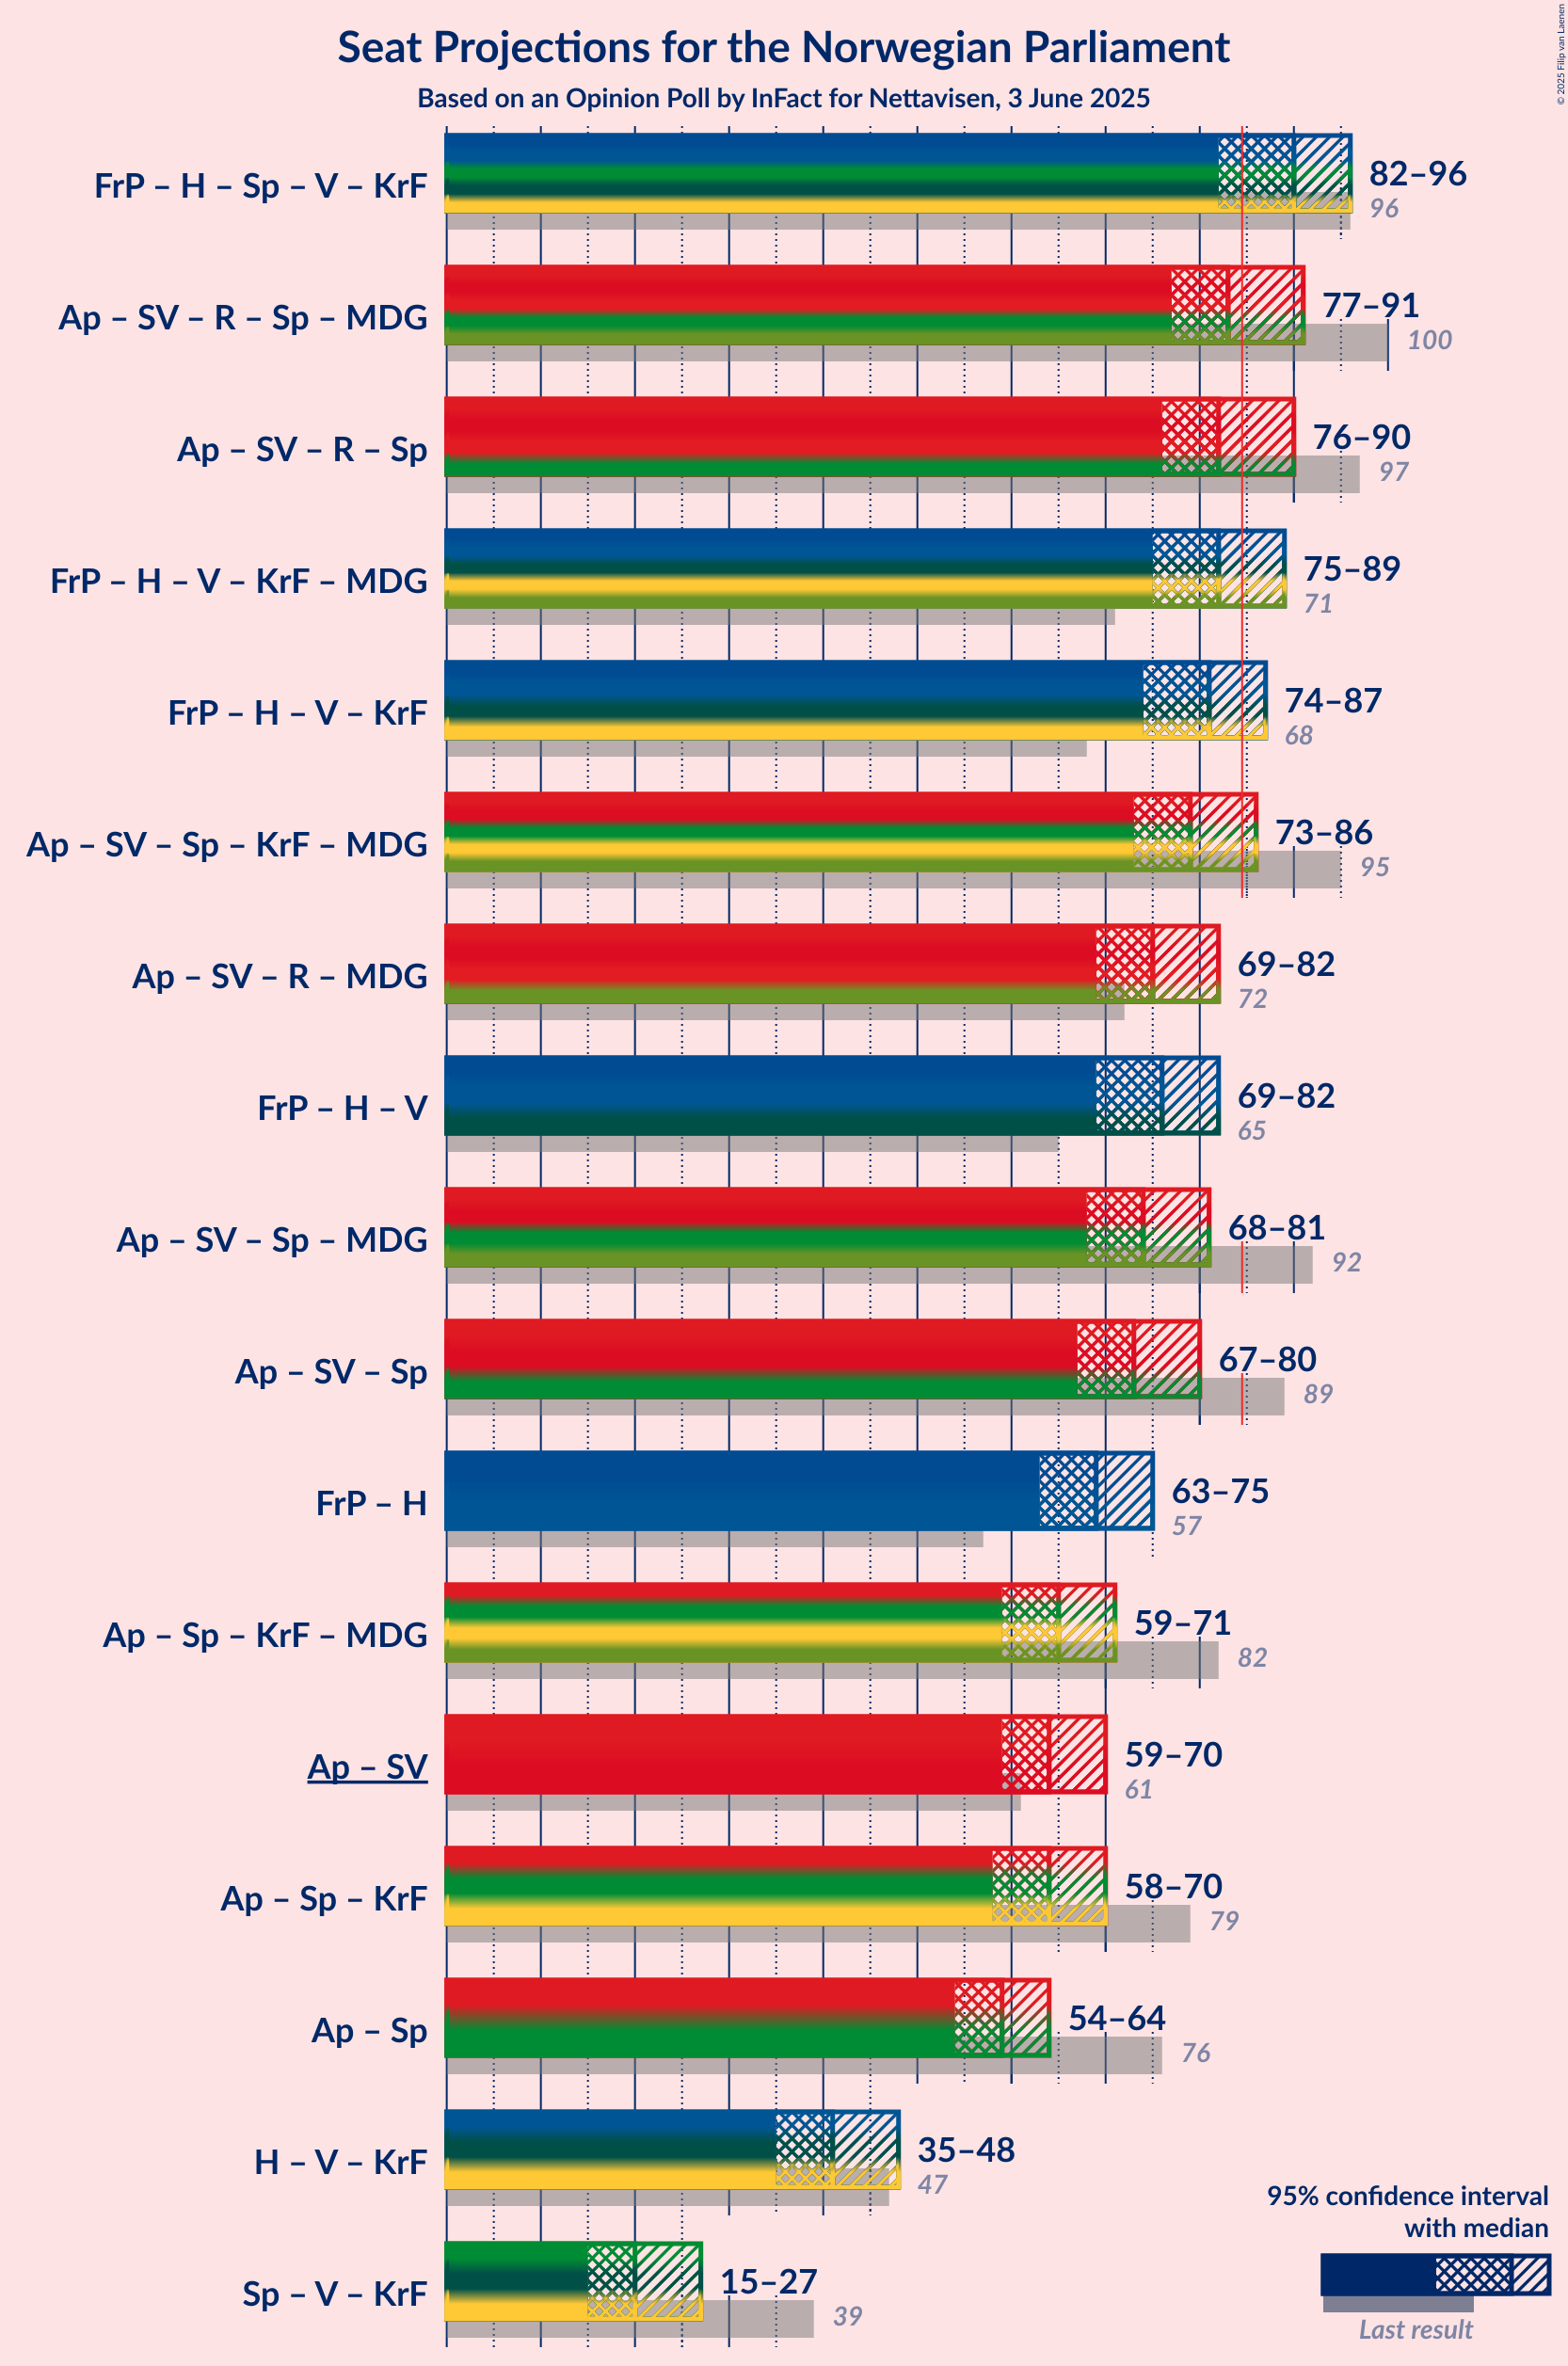 © 2025 Filip van Laenen
Seat Projections for the Norwegian Parliament
Based on an Opinion Poll by InFact for Nettavisen, 3 June 2025
FrP – H – Sp – V – KrF
82–96
96
Ap – SV – R – Sp – MDG
77–91
100
Ap – SV – R – Sp
76–90
97
FrP – H – V – KrF – MDG
75–89
71
FrP – H – V – KrF
74–87
68
Ap – SV – Sp – KrF – MDG
73–86
95
Ap – SV – R – MDG
69–82
72
FrP – H – V
69–82
65
Ap – SV – Sp – MDG
68–81
92
Ap – SV – Sp
67–80
89
FrP – H
63–75
57
Ap – Sp – KrF – MDG
59–71
82
Ap – SV
59–70
61
Ap – Sp – KrF
58–70
79
Ap – Sp
54–64
76
H – V – KrF
35–48
47
Sp – V – KrF
15–27
39
95% confidence interval
with median
Last result